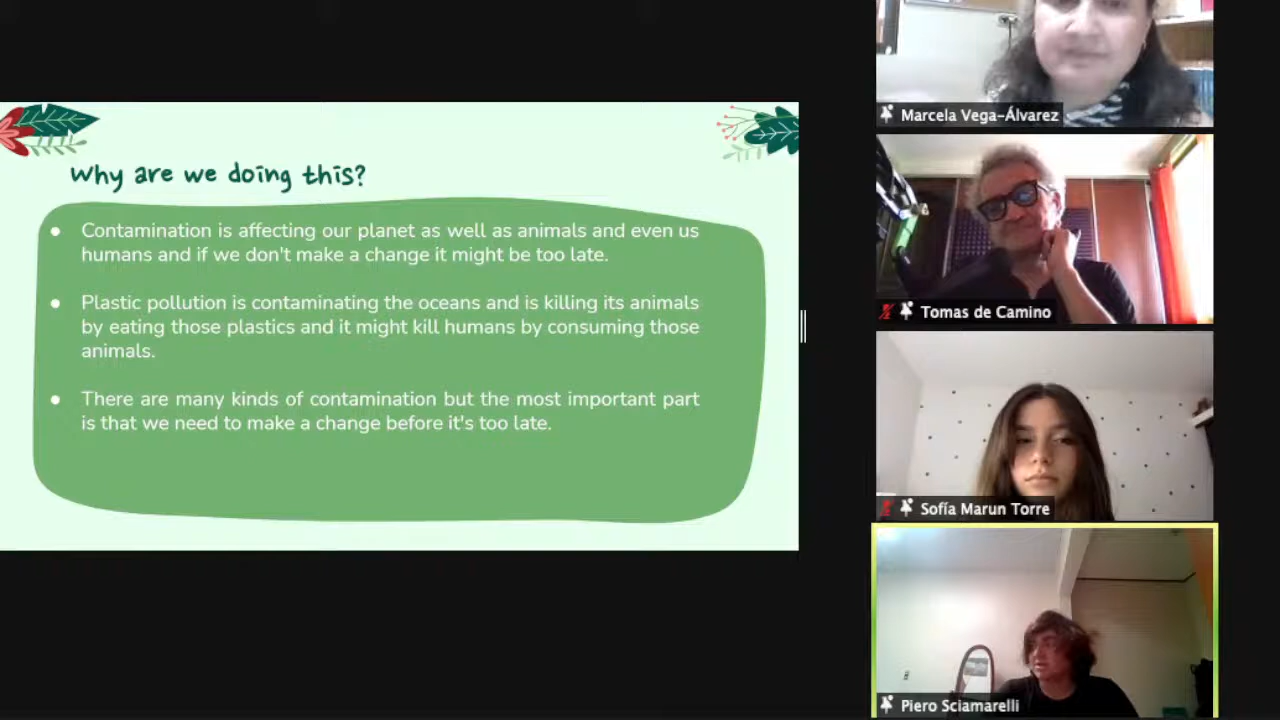 Why are we doing this?
● Contamination is affecting our planet as well as animals and even us
humans and if we don't make a change it might be too late.
● Plastic pollution is contaminating the oceans and is killing its animals
by eating those plastics and it might kill humans by consuming those
animals.
● There are many kinds of contamination but the most important part
is that we need to make a change before it's too late.
Marcela Vega-Álvarez
Tomas de Camino
Sofía Marun Torre
Piero Sciamarelli